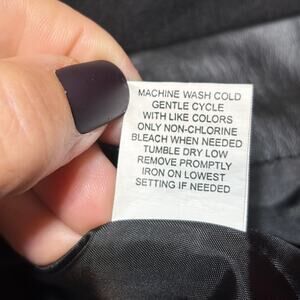 MACHINE WASH COLD
GENTLE CYCLE
WITH LIKE COLORS
ONLY NON-CHLORINE
BLEACH WHEN NEEDED
TUMBLE DRY LOW
REMOVE PROMPTLY
IRON ON LOWEST
SETTING IF NEEDED